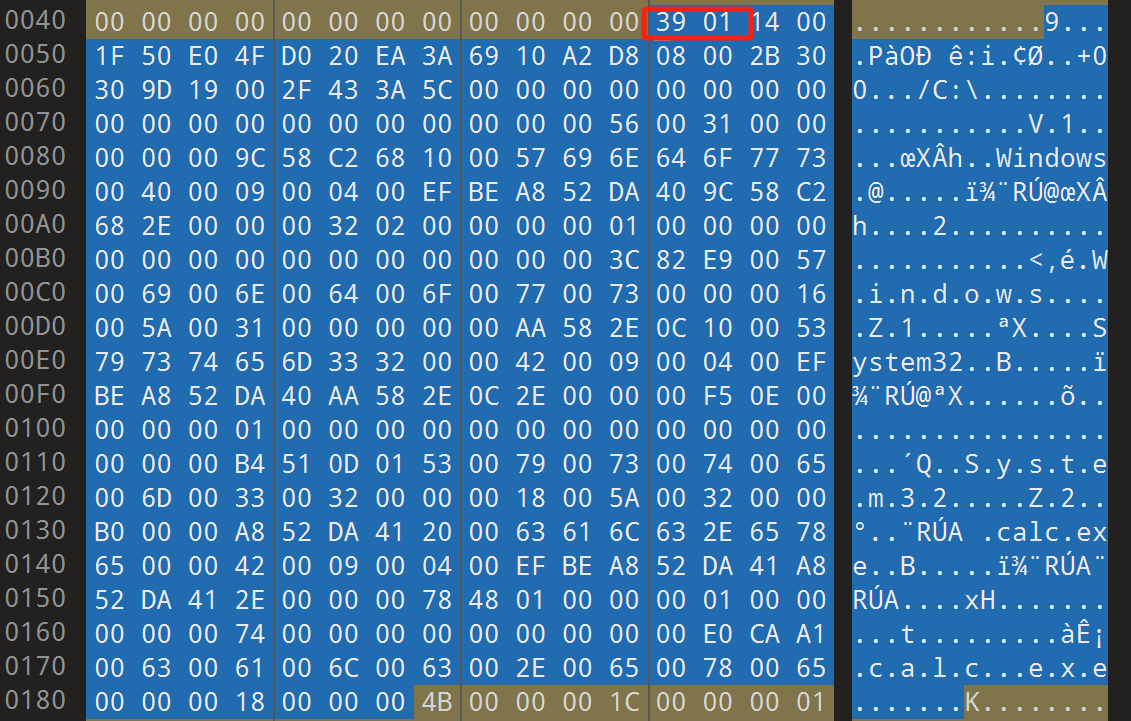 0040 00 00 00 00 00 00 00 00 00 00 00 00 39 01 14 00 ............9...
0050 1F 50 E0 4F D0 20 EA 3A 69 10 A2 D8 08 00 2B 30 .PàOÐ ê:i.¢Ø..+0
0060 30 9D 19 00 2F 43 3A 5C 00 00 00 00 00 00 00 00 0.../C:\........
0070 00 00 00 00 00 00 00 00 00 00 00 56 00 31 00 00 ...........V.1..
0080 00 00 00 9C 58 C2 68 10 00 57 69 6E 64 6F 77 73 ...œXÂh..Windows
0090 00 40 00 09 00 04 00 EF BE A8 52 DA 40 9C 58 C2 .@.....ï¾¨RÚ@œXÂ
00A0 68 2E 00 00 00 32 02 00 00 00 00 01 00 00 00 00 h....2..........
00B0 00 00 00 00 00 00 00 00 00 00 00 3C 82 E9 00 57 ...........<‚é.W
00C0 00 69 00 6E 00 64 00 6F 00 77 00 73 00 00 00 16 .i.n.d.o.w.s....
00D0 00 5A 00 31 00 00 00 00 00 AA 58 2E 0C 10 00 53 .Z.1.....ªX....S
00E0 79 73 74 65 6D 33 32 00 00 42 00 09 00 04 00 EF ystem32..B.....ï
00F0 BE A8 52 DA 40 AA 58 2E 0C 2E 00 00 00 F5 0E 00 ¾¨RÚ@ªX......õ..
0100 00 00 00 01 00 00 00 00 00 00 00 00 00 00 00 00 ................
0110 00 00 00 B4 51 0D 01 53 00 79 00 73 00 74 00 65 ...´Q..S.y.s.t.e
0120 00 6D 00 33 00 32 00 00 00 18 00 5A 00 32 00 00 .m.3.2.....Z.2..
0130 B0 00 00 A8 52 DA 41 20 00 63 61 6C 63 2E 65 78 °..¨RÚA .calc.ex
0140 65 00 00 42 00 09 00 04 00 EF BE A8 52 DA 41 A8 e..B.....ï¾¨RÚA¨
0150 52 DA 41 2E 00 00 00 78 48 01 00 00 00 01 00 00 RÚA....xH.......
0160 00 00 00 74 00 00 00 00 00 00 00 00 00 E0 CA A1 ...t.........àÊ¡
0170 00 63 00 61 00 6C 00 63 00 2E 00 65 00 78 00 65 .c.a.l.c...e.x.e
0180 00 00 00 18 00 00 00 4B 00 00 00 1C 00 00 00 01 .......K........